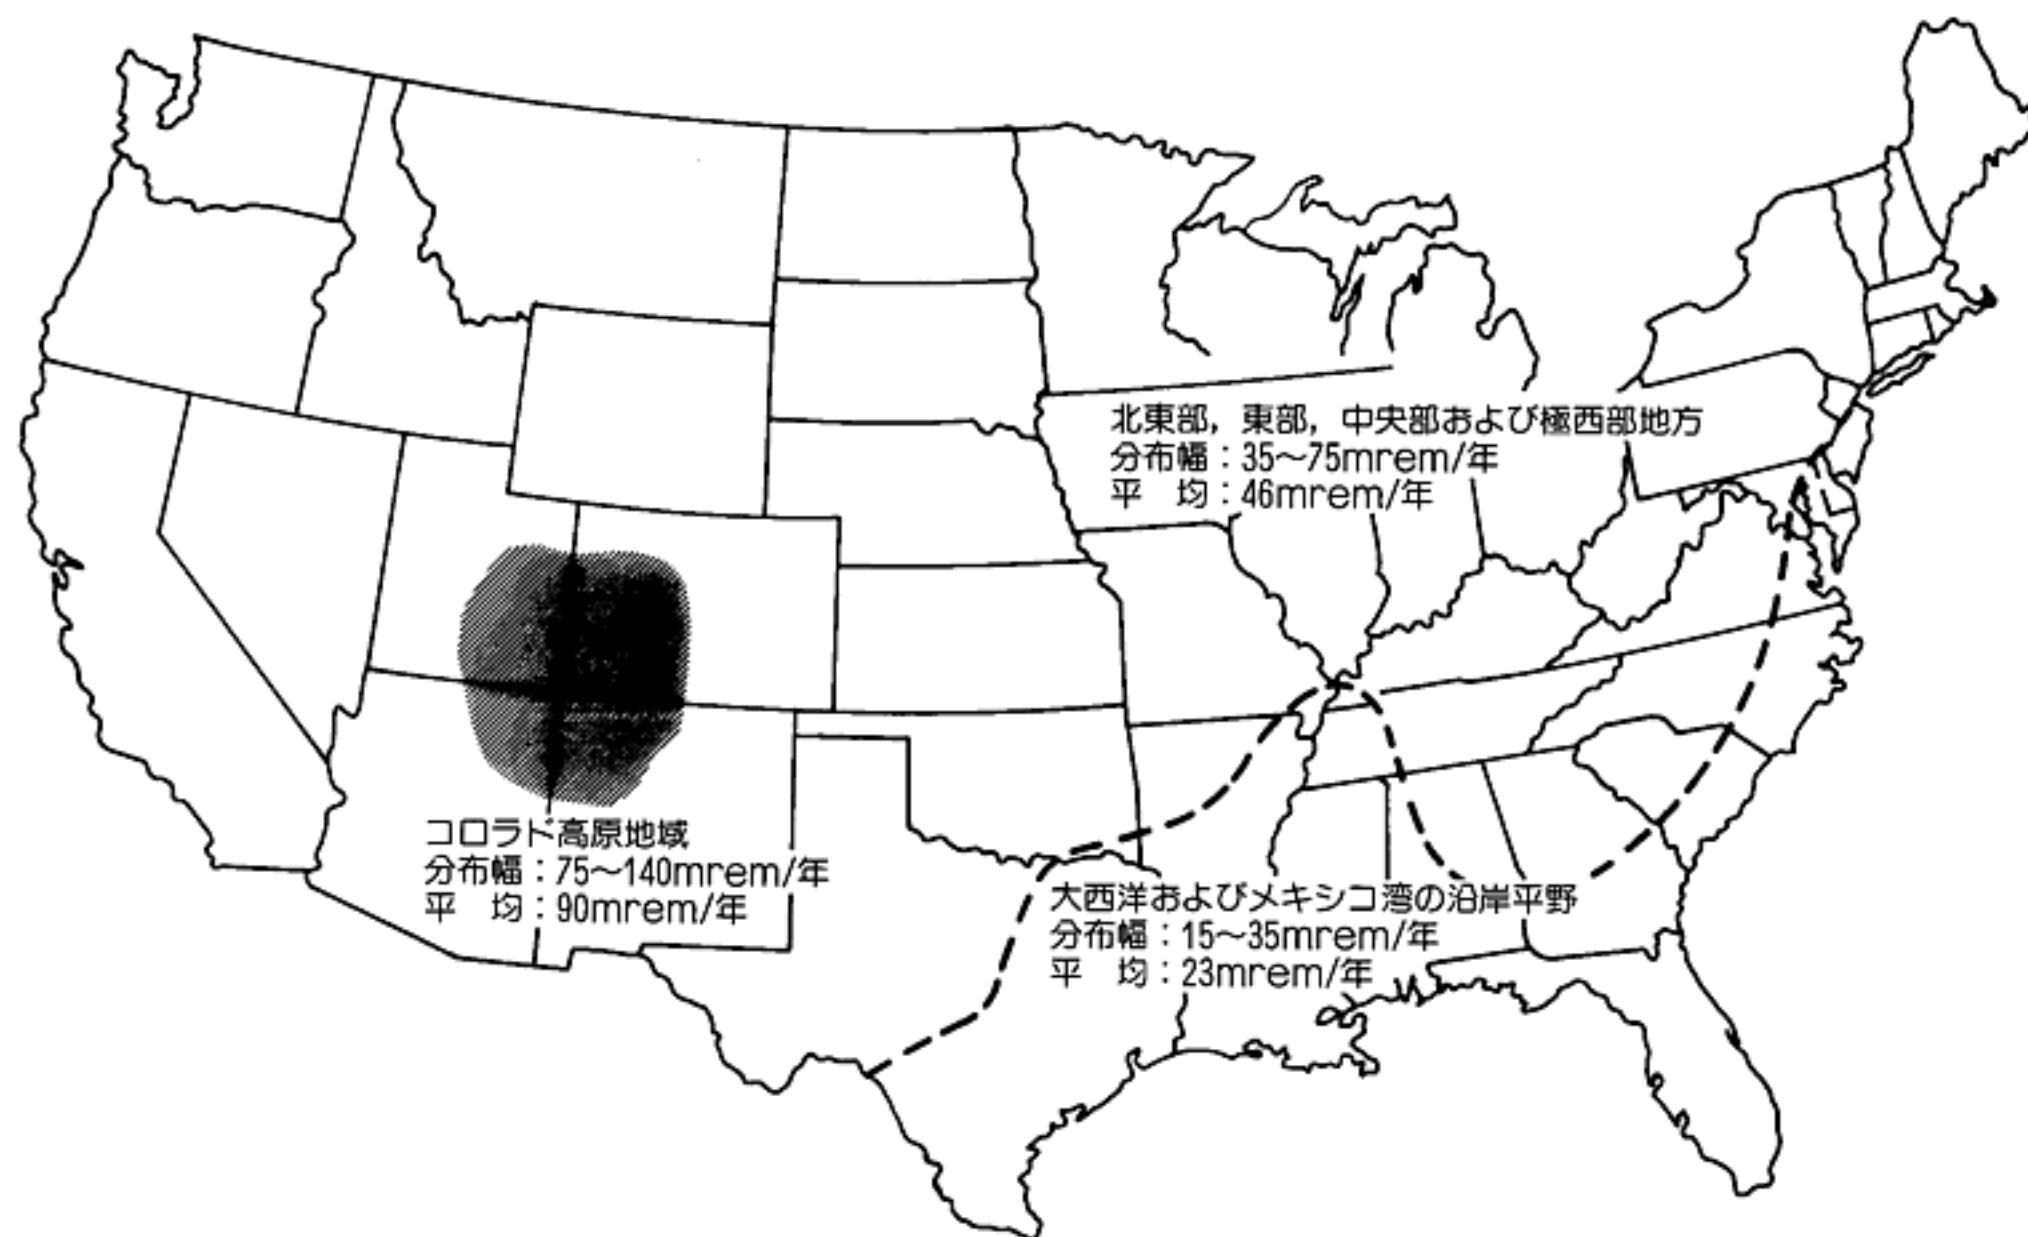 北東部，東部，中央部および極西部地方
分布幅：35～75mrem/年
平　均：46mrem/年
コロラド高原地域
分布幅：75～140mrem/年
平　均：90mrem/年
大西洋およびメキシコ湾の沿岸平野
分布幅：15～35mrem/年
平　均：23mrem/年